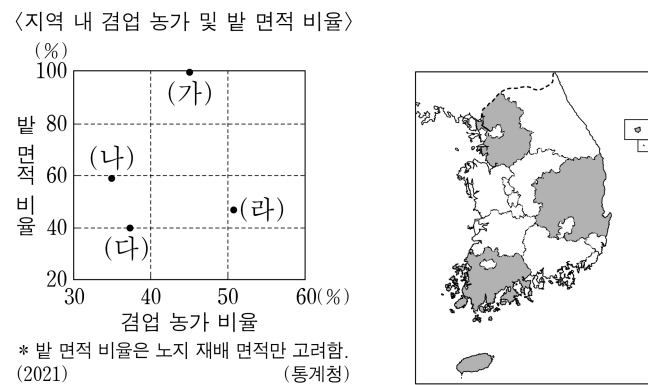 〈지역 내 겸업 농가 및 밭 면적 비율〉
(%)
100
80
60
40
20
밭 면적 비율
(가)
(나)
(라)
(다)
30 40 50 60(%)
겸업 농가 비율
* 밭 면적 비율은 노지 재배 면적만 고려함.
(2021) (통계청)